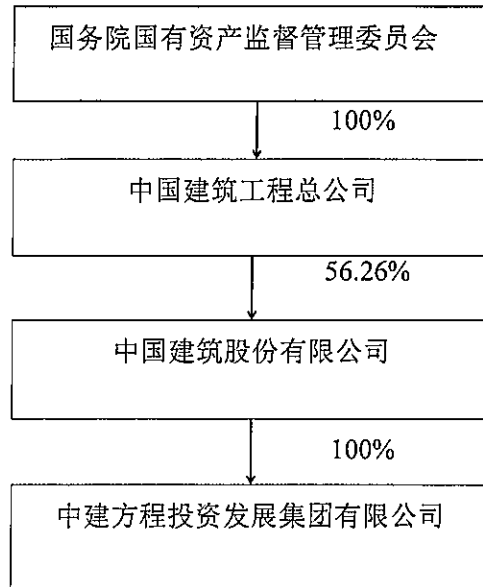 国务院国有资产监督管理委员会
100%
中国建筑工程总公司
56.26%
中国建筑股份有限公司
100%
中建方程投资发展集团有限公司